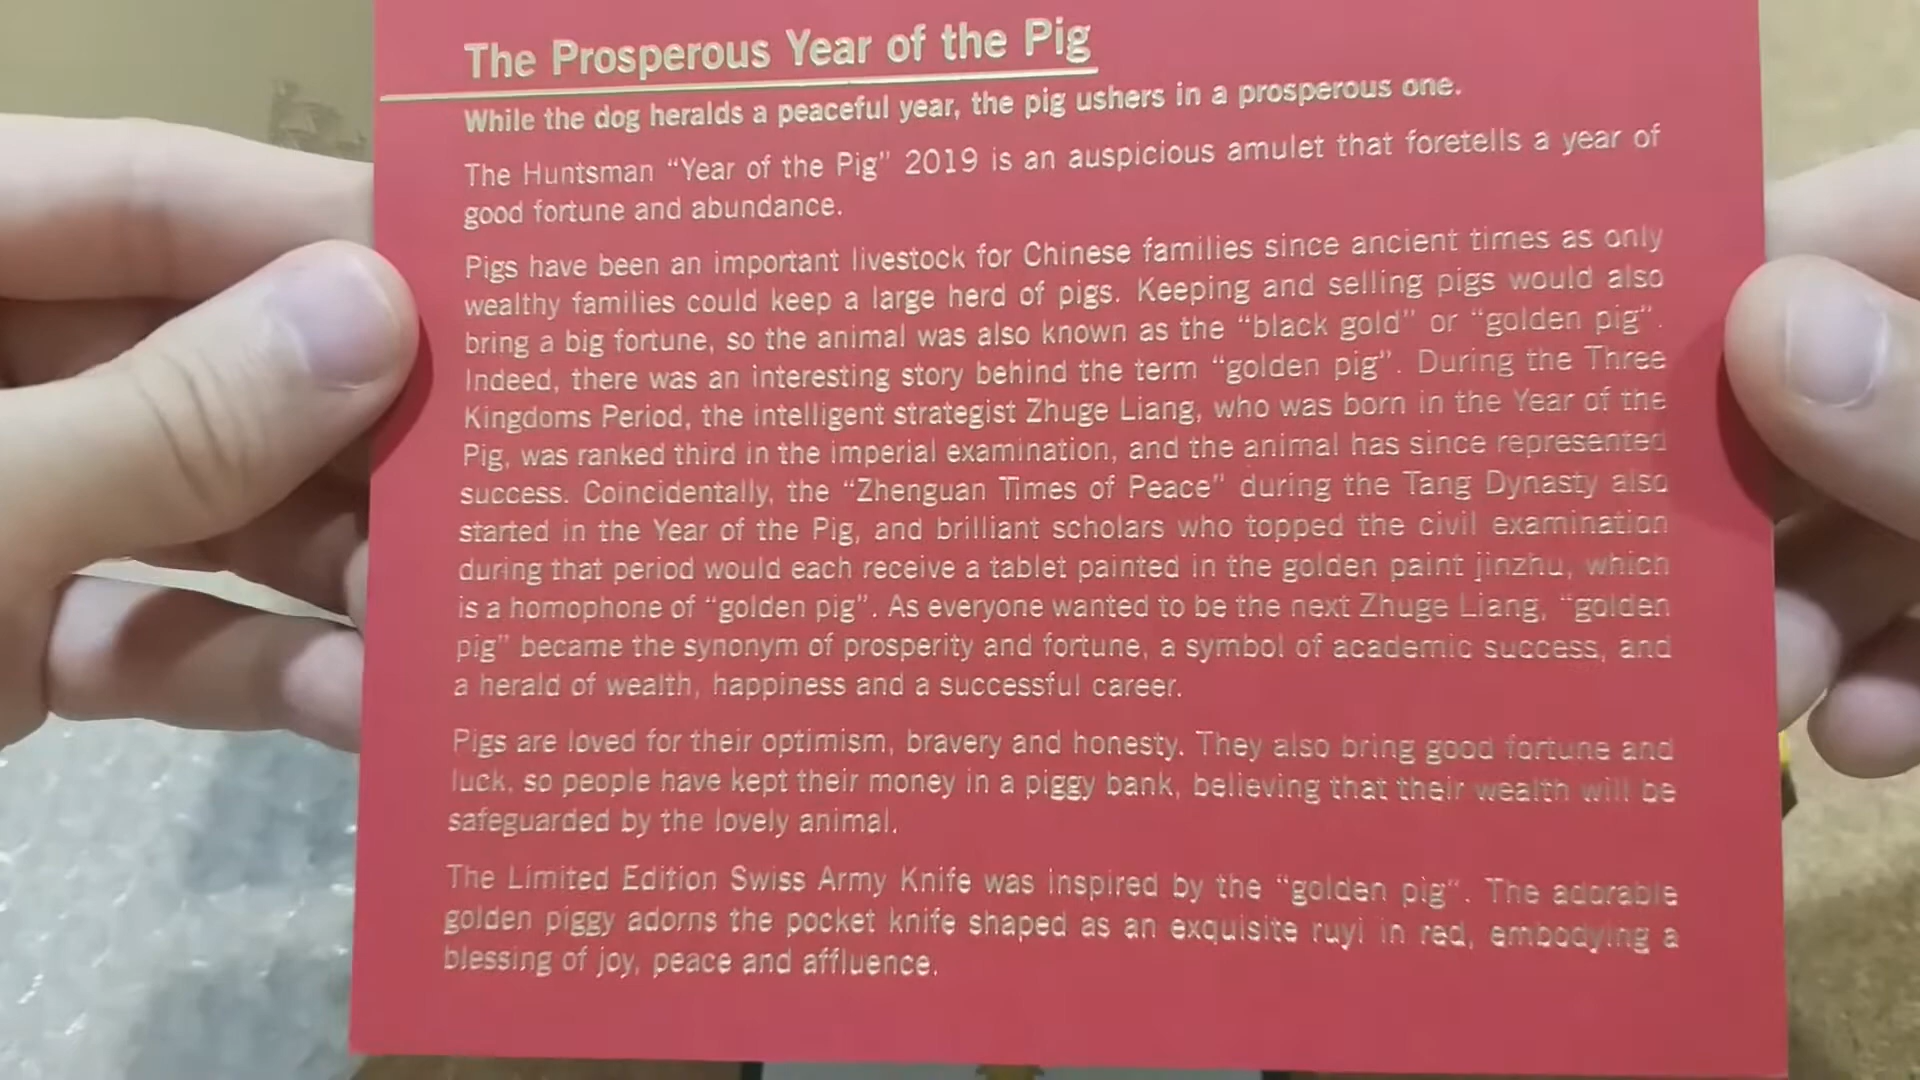 The Prosperous Year of the Pig
While the dog heralds a peaceful year, the pig ushers in a prosperous one.
The Huntsman “Year of the Pig” 2019 is an auspicious amulet that foretells a year of
good fortune and abundance.
Pigs have been an important livestock for Chinese families since ancient times as only
wealthy families could keep a large herd of pigs. Keeping and selling pigs would also
bring a big fortune, so the animal was also known as the “black gold” or “golden pig”.
Indeed, there was an interesting story behind the term “golden pig”. During the Three
Kingdoms Period, the intelligent strategist Zhuge Liang, who was born in the Year of the
Pig, was ranked third in the imperial examination, and the animal has since represented
success. Coincidentally, the “Zhenguan Times of Peace” during the Tang Dynasty also
started in the Year of the Pig, and brilliant scholars who topped the civil examination
during that period would each receive a tablet painted in the golden paint jinzhu, which
is a homophone of “golden pig”. As everyone wanted to be the next Zhuge Liang, “golden
pig” became the synonym of prosperity and fortune, a symbol of academic success, and
a herald of wealth, happiness and a successful career.
Pigs are loved for their optimism, bravery and honesty. They also bring good fortune and
luck, so people have kept their money in a piggy bank, believing that their wealth will be
safeguarded by the lovely animal.
The Limited Edition Swiss Army Knife was inspired by the “golden pig”. The adorable
golden piggy adorns the pocket knife shaped as an exquisite ruyi in red, embodying a
blessing of joy, peace and affluence.